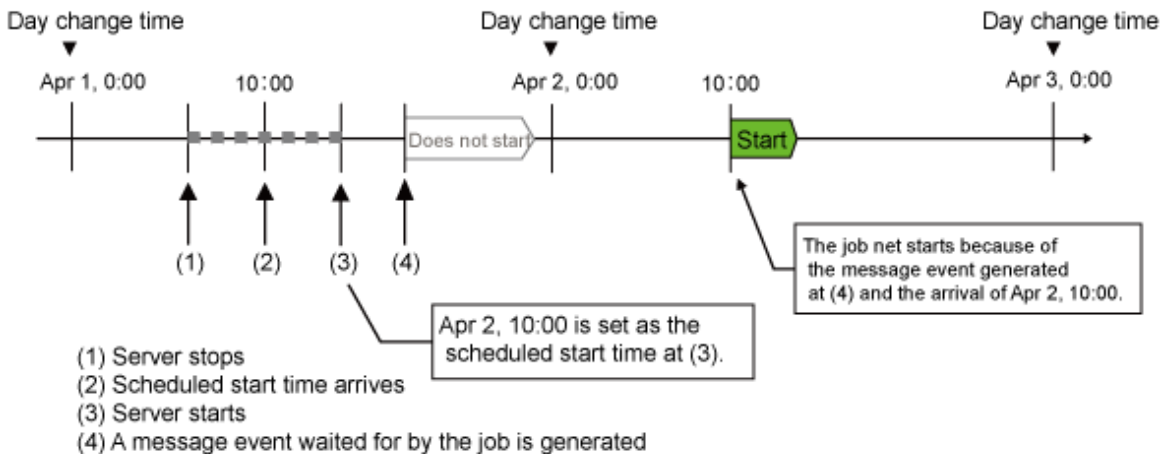 Day change time
Day change time
Day change time
Apr 1, 0:00
10:00
Apr 2, 0:00
10:00
Apr 3, 0:00
Does not start
Start
(1)
(2)
(3)
(4)
The job net starts because of
the message event generated
at (4) and the arrival of Apr 2, 10:00.
Apr 2, 10:00 is set as the
scheduled start time at (3).
(1) Server stops
(2) Scheduled start time arrives
(3) Server starts
(4) A message event waited for by the job is generated